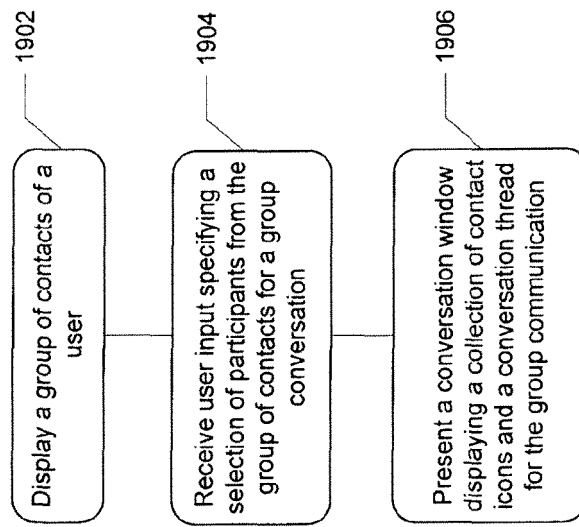 Display a group of contacts of a
user
1902
Receive user input specifying a
selection of participants from the
group of contacts for a group
conversation
1904
Present a conversation window
displaying a collection of contact
icons and a conversation thread
for the group communication
1906